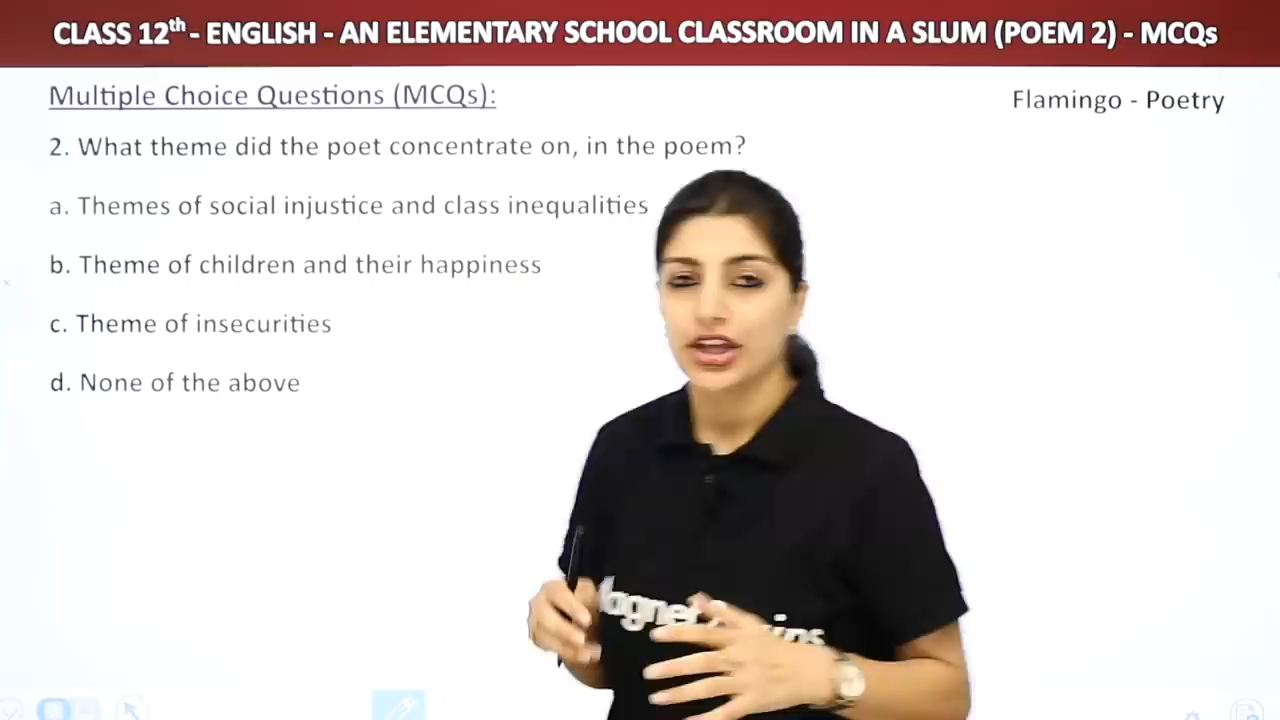 CLASS 12th - ENGLISH - AN ELEMENTARY SCHOOL CLASSROOM IN A SLUM (POEM 2) - MCQs
Multiple Choice Questions (MCQs):
Flamingo - Poetry
2. What theme did the poet concentrate on, in the poem?
a. Themes of social injustice and class inequalities
b. Theme of children and their happiness
c. Theme of insecurities
d. None of the above